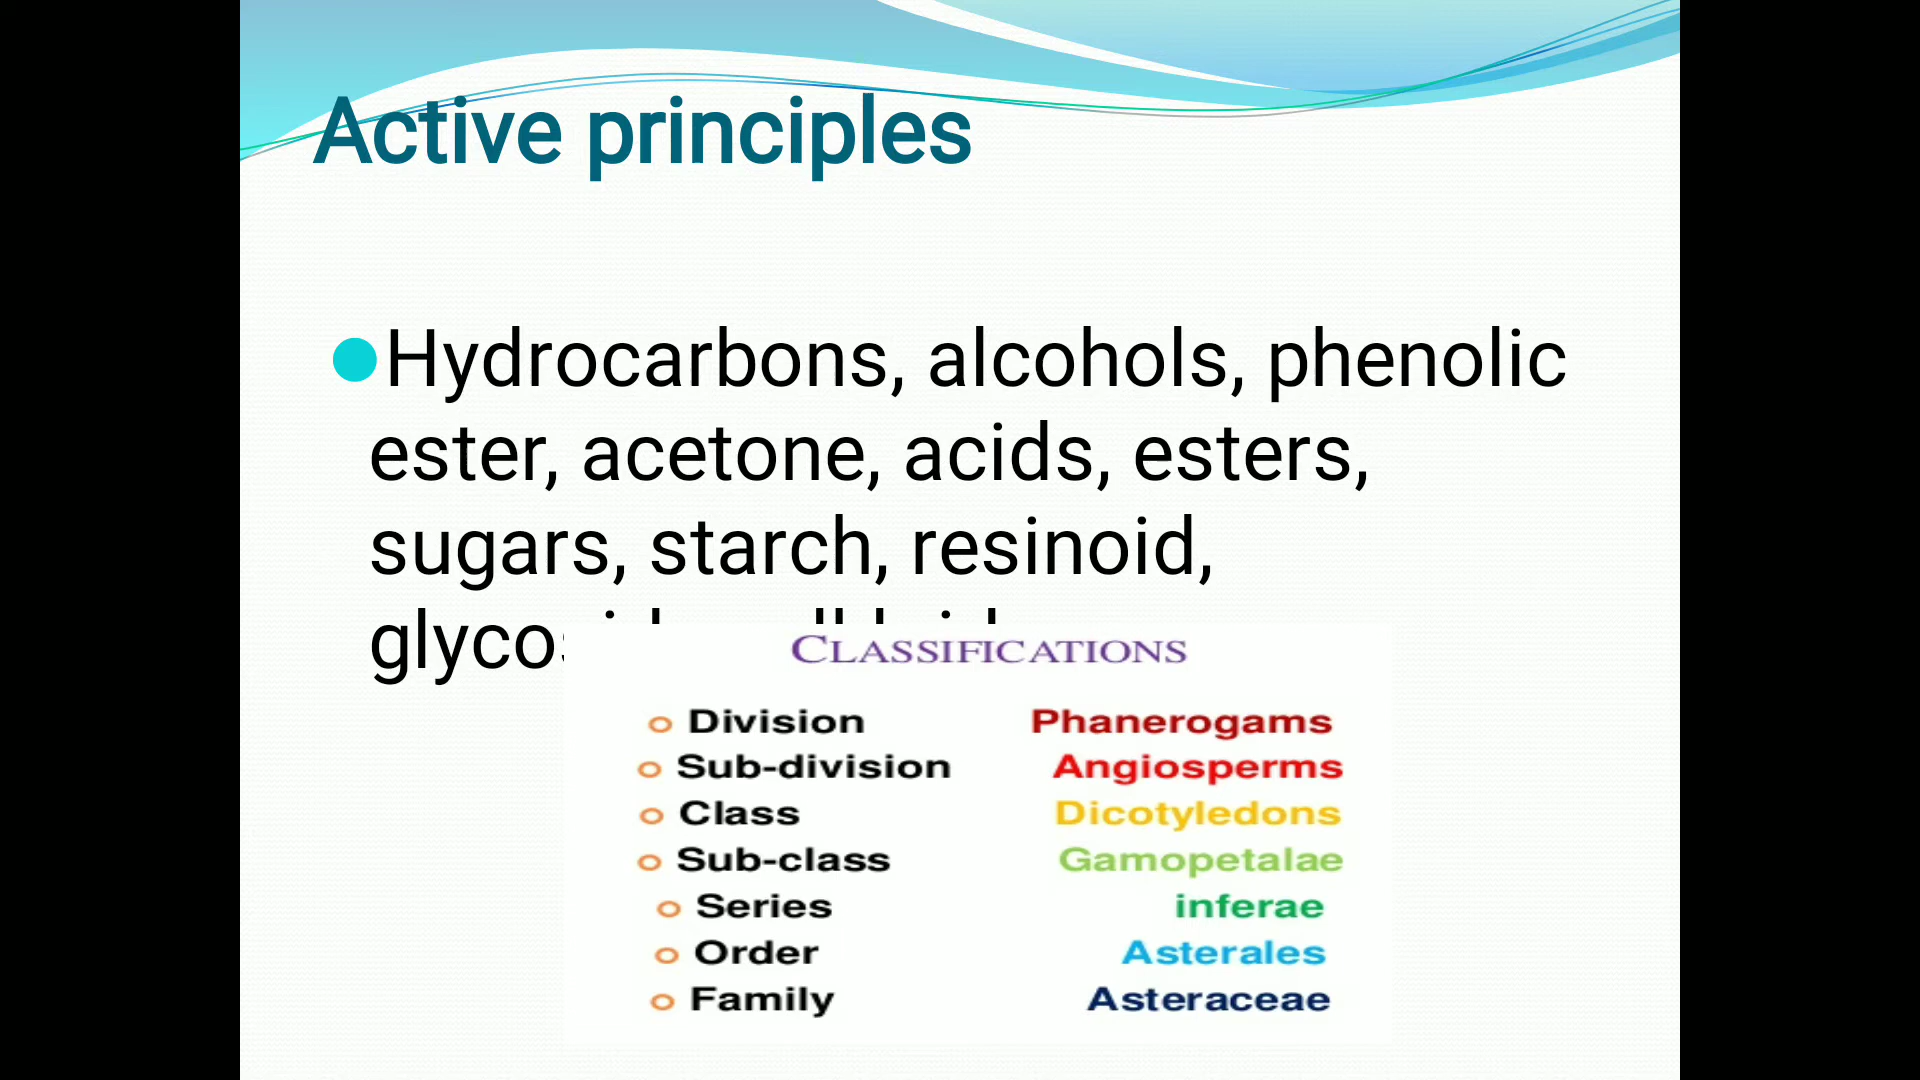 Active principles
Hydrocarbons, alcohols, phenolic
ester, acetone, acids, esters,
sugars, starch, resinoid,
CLASSIFICATIONS
Division Phanerogams
Sub-division Angiosperms
Class Dicotyledons
Sub-class Gamopetalae
Series inferae
Order Asterales
Family Asteraceae